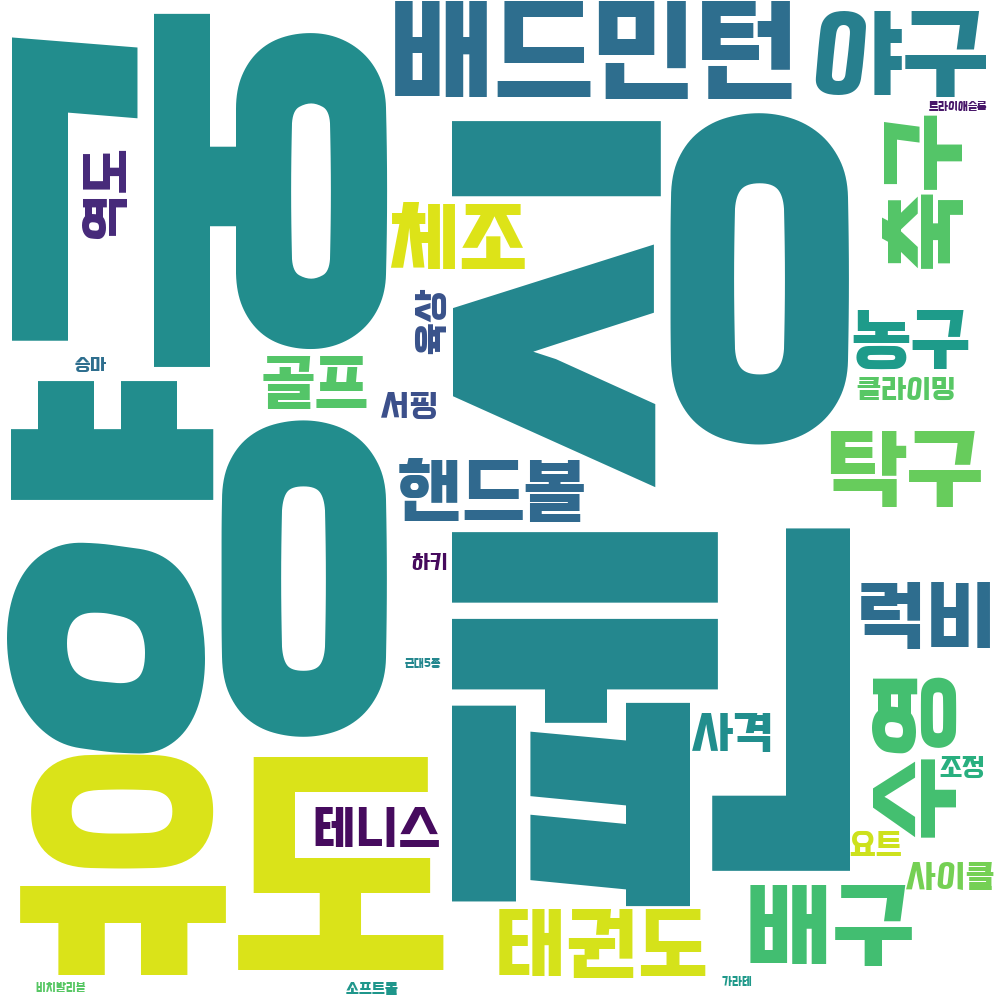 배드민턴
야구
트라이애슬론
축구
역도
양궁
펜싱
체조
육상
농구
승마
골프
클라이밍
서핑
탁구
핸드볼
하키
럭비
근대5종
수영
사격
조정
유도
테니스
요트
사이클
배구
태권도
가라테
비치발리볼
소프트볼